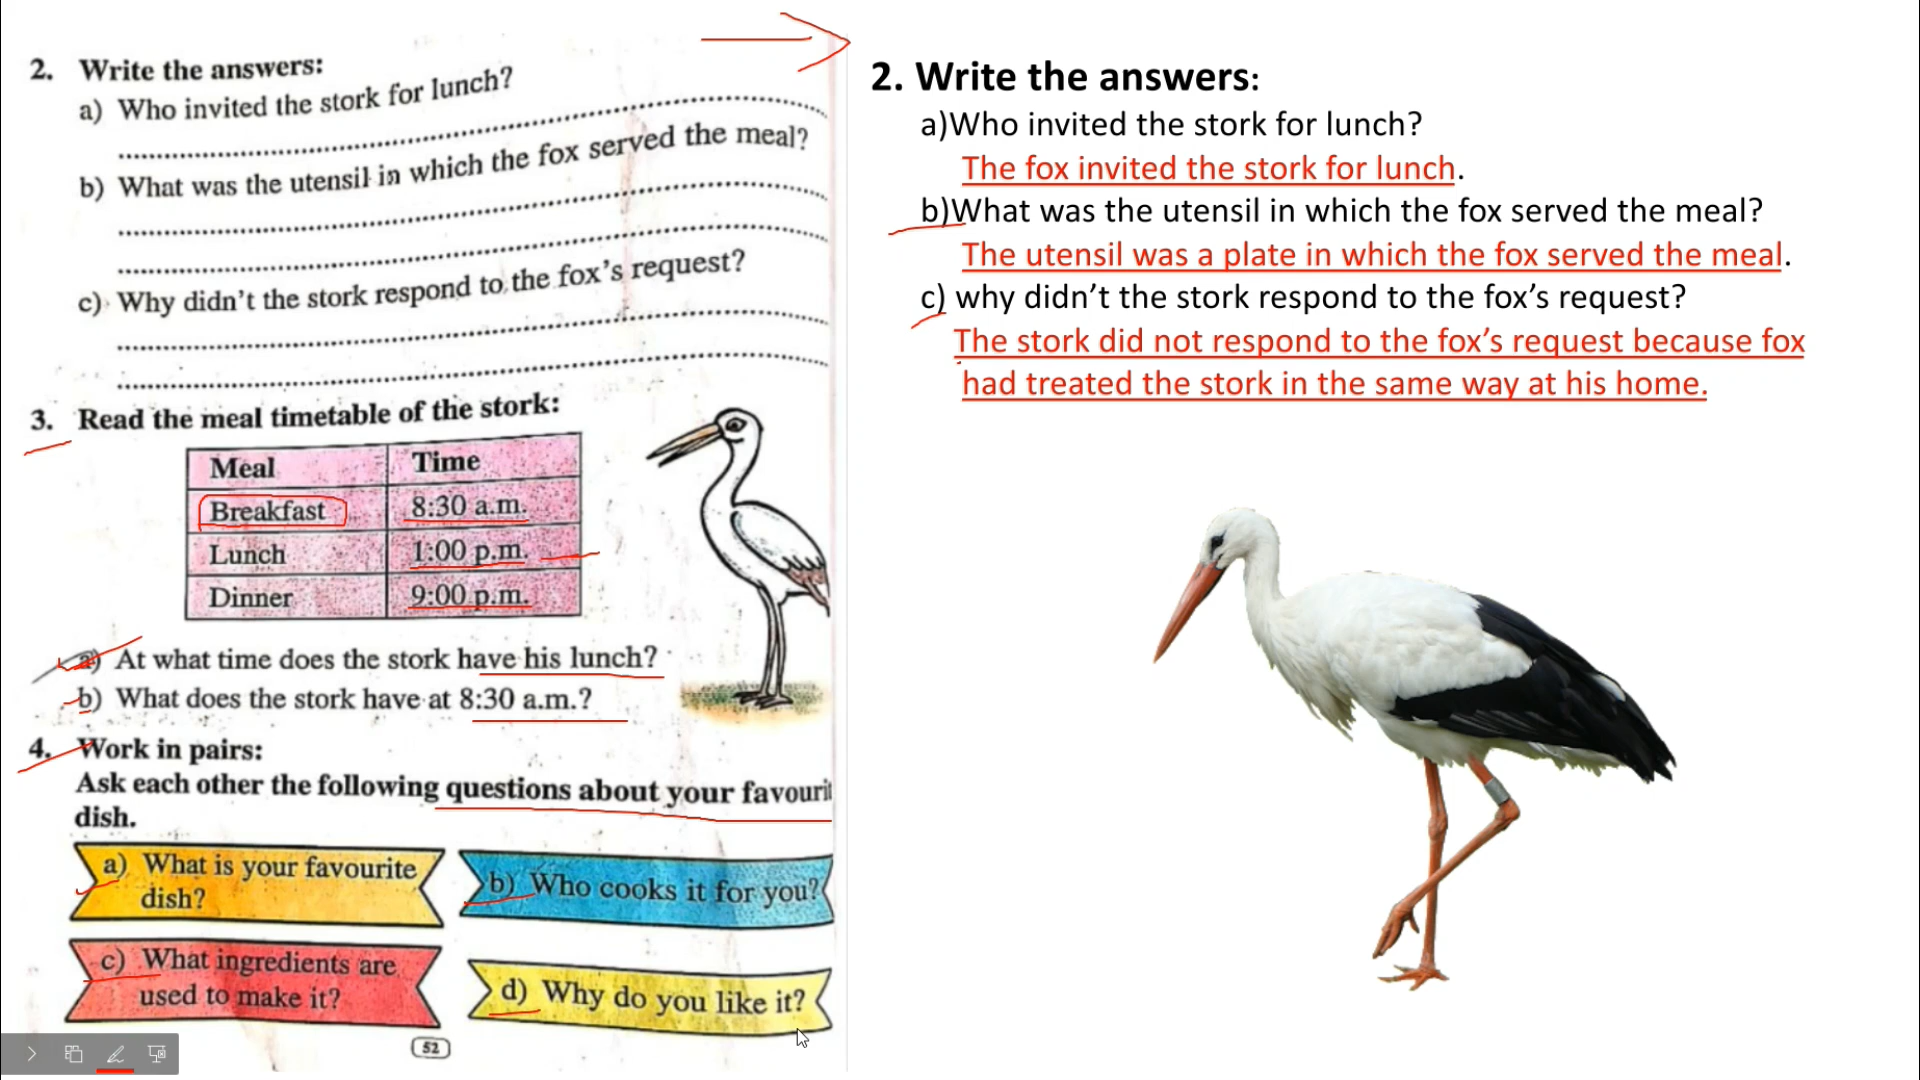 2. Write the answers:
a) Who invited the stork for lunch?
b) What was the utensil in which the fox served the meal?
c) Why didn't the stork respond to the fox's request?
3. Read the meal timetable of the stork:
Meal Time
Breakfast 8:30 a.m.
Lunch 1:00 p.m.
Dinner 9:00 p.m.
a) At what time does the stork have his lunch?
b) What does the stork have at 8:30 a.m.?
4. Work in pairs:
Ask each other the following questions about your favourit
dish.
a) What is your favourite
dish?
b) Who cooks it for you?
c) What ingredients are
used to make it?
d) Why do you like it?
52
2. Write the answers:
a)Who invited the stork for lunch?
The fox invited the stork for lunch.
b)What was the utensil in which the fox served the meal?
The utensil was a plate in which the fox served the meal.
c) why didn't the stork respond to the fox's request?
The stork did not respond to the fox's request because fox
had treated the stork in the same way at his home.